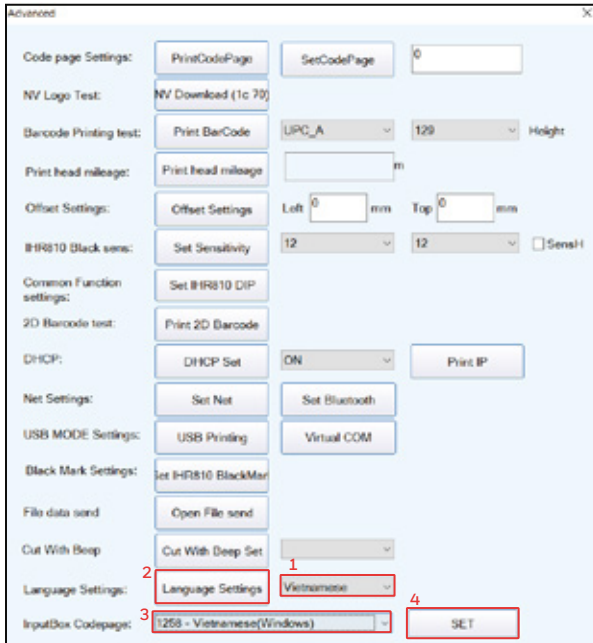 Advanced
Code page Settings: PrintCodePage SetCodePage 0
NV Logo Test: NV Download (1c 70)
Barcode Printing test: Print BarCode UPC_A 129 Height
Print head mileage: Print head mileage m
Offset Settings: Offset Settings Left 0 mm Top 0 mm
IHR810 Black sens: Set Sensitivity 12 12 SensH
Common Function
settings: Set IHR810 DIP
2D Barcode test: Print 2D Barcode
DHCP: DHCP Set ON Print IP
Net Settings: Set Net Set Bluetooth
USB MODE Settings: USB Printing Virtual COM
Black Mark Settings: Set IHR810 BlackMar
File data send Open File send
Cut With Beep Cut With Beep Set
Language Settings: 2 Language Settings 1 Vietnamese
InputBox Codepage: 3 1258 - Vietnamese(Windows) 4 SET